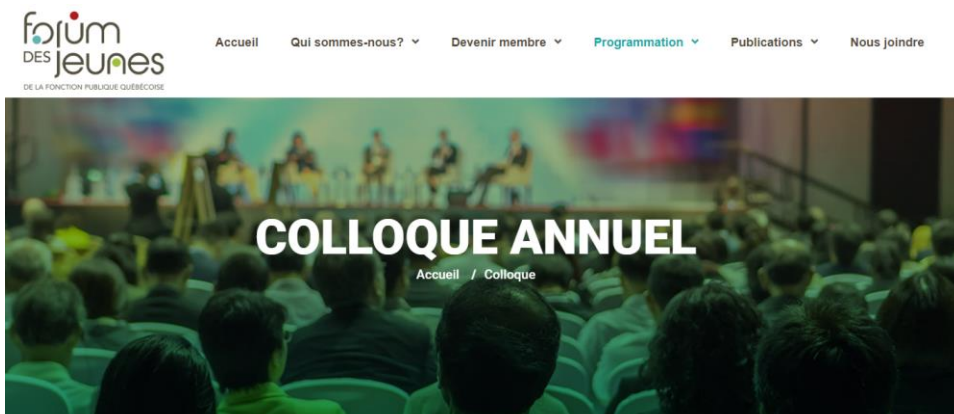 forum
DES jeunes
DE LA FONCTION PUBLIQUE QUÉBÉCOISE
Accueil Qui sommes-nous? Devenir membre Programmation Publications Nous joindre
COLLOQUE ANNUEL
Accueil / Colloque